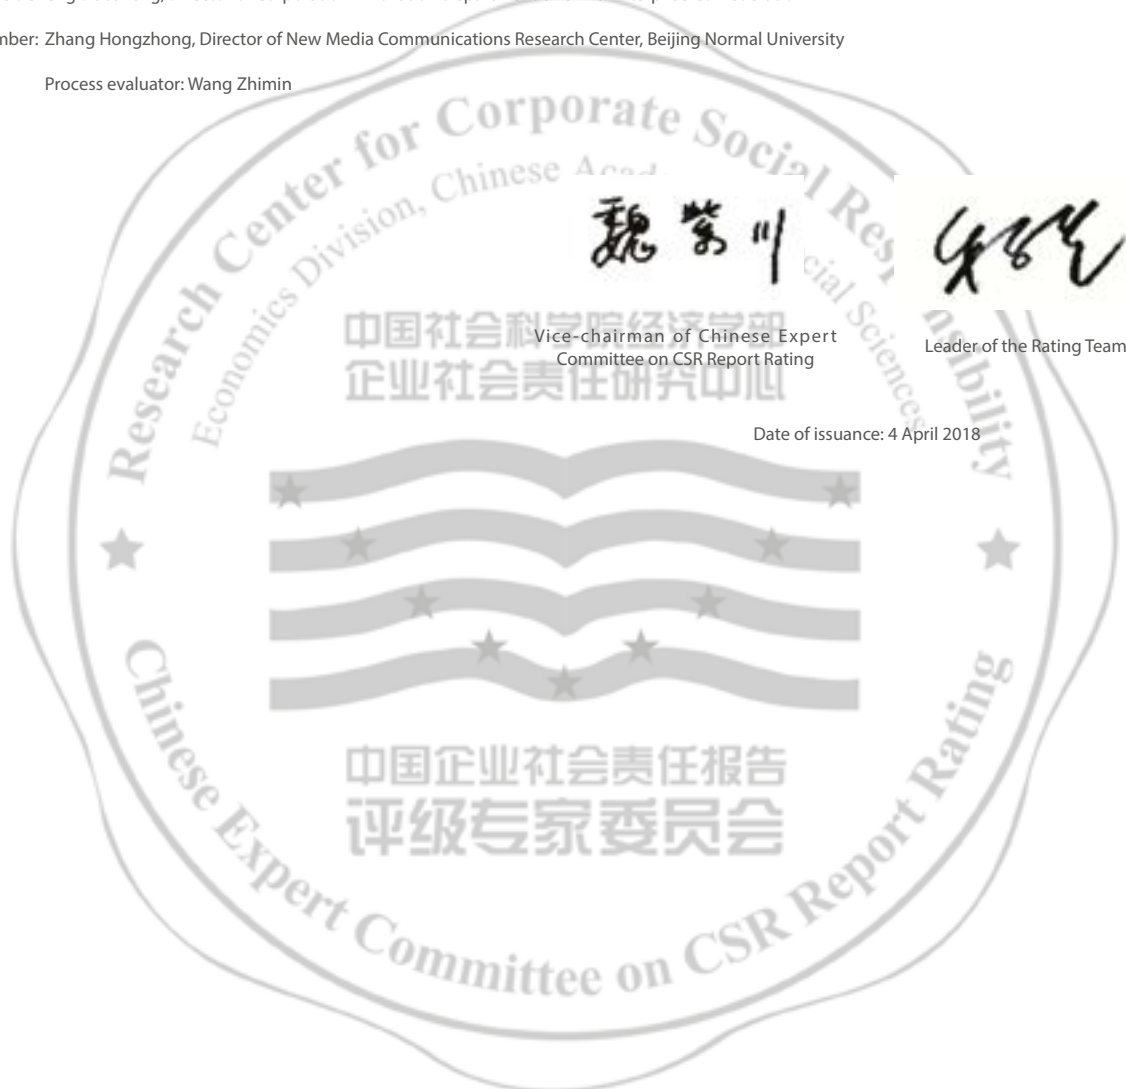 Member: Zhang Hongzhong, Director of New Media Communications Research Center, Beijing Normal University
Process evaluator: Wang Zhimin
Research Center for Corporate Social Responsibility
Economics Division, Chinese Social Sciences
魏紫川
Vice-chairman of Chinese Expert
Committee on CSR Report Rating
Leader of the Rating Team
中国社会科学院经济学部
企业社会责任研究中心
Date of issuance: 4 April 2018
中国企业社会责任报告
评级专家委员会
Chinese Expert Committee on CSR Report Rating